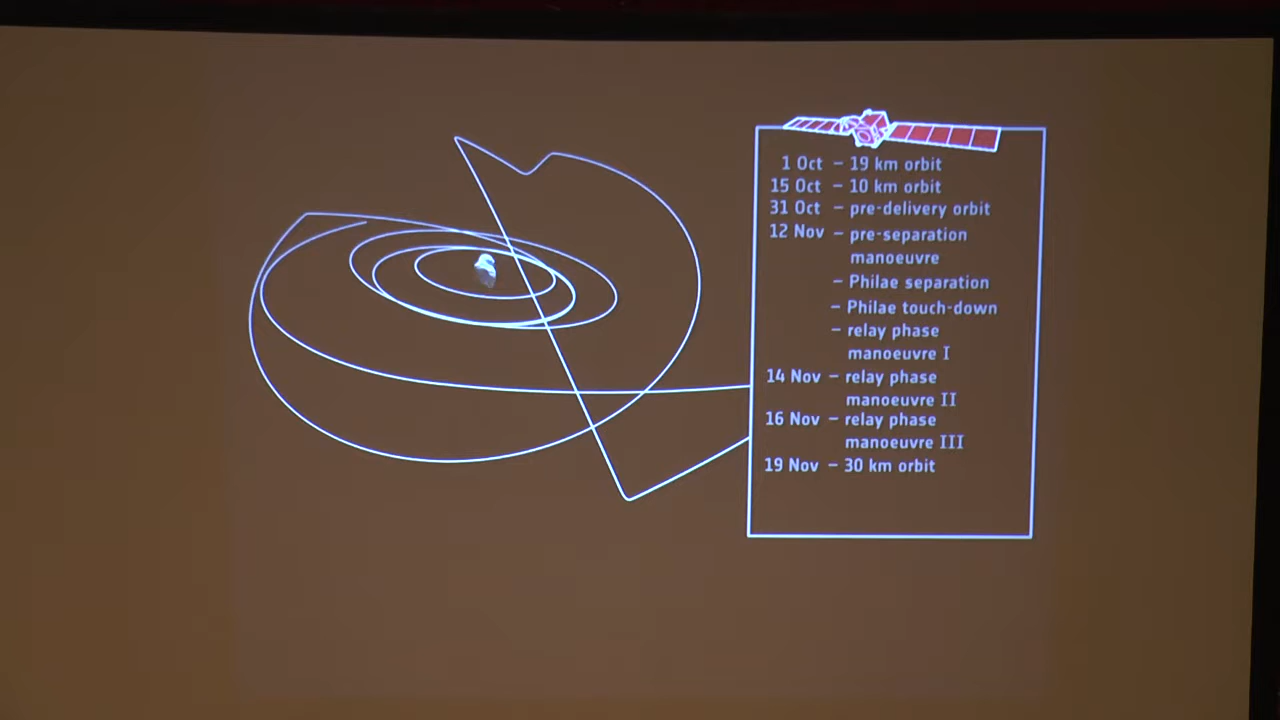 1 Oct – 19 km orbit
15 Oct – 10 km orbit
31 Oct – pre-delivery orbit
12 Nov – pre-separation
manoeuvre
– Philae separation
– Philae touch-down
– relay phase
manoeuvre I
14 Nov – relay phase
manoeuvre II
16 Nov – relay phase
manoeuvre III
19 Nov – 30 km orbit